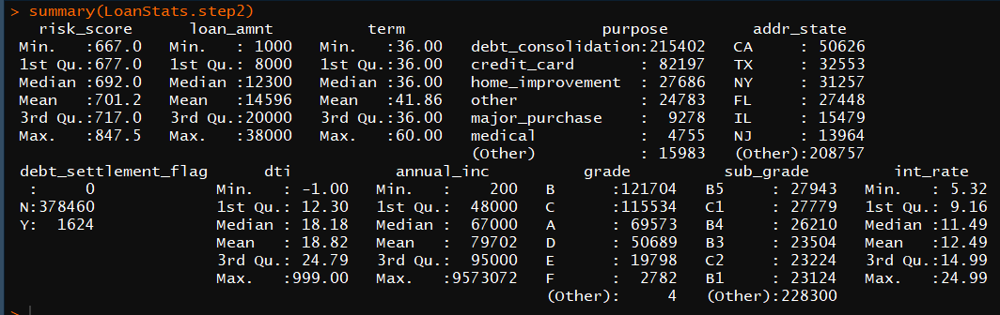 > summary(LoanStats.step2)
   risk_score      loan_amnt          term                     purpose         addr_state
 Min.   :667.0   Min.   : 1000   Min.   :36.00   debt_consolidation:215402   CA     : 50626
 1st Qu.:677.0   1st Qu.: 8000   1st Qu.:36.00   credit_card       : 82197   TX     : 32553
 Median :692.0   Median :12300   Median :36.00   home_improvement  : 27686   NY     : 31257
 Mean   :701.2   Mean   :14596   Mean   :41.86   other             : 24783   FL     : 27448
 3rd Qu.:717.0   3rd Qu.:20000   3rd Qu.:36.00   major_purchase    :  9278   IL     : 15479
 Max.   :847.5   Max.   :38000   Max.   :60.00   medical           :  4755   NJ     : 13964
                                                 (Other)           : 15983   (Other):208757
 debt_settlement_flag      dti           annual_inc          grade          sub_grade         int_rate
  :     0             Min.   : -1.00   Min.   :    200   B      :121704   B5     : 27943   Min.   : 5.32
 N:378460             1st Qu.: 12.30   1st Qu.:  48000   C      :115534   C1     : 27779   1st Qu.: 9.16
 Y:  1624             Median : 18.18   Median :  67000   A      : 69573   B4     : 26210   Median :11.49
                      Mean   : 18.82   Mean   :  79702   D      : 50689   B3     : 23504   Mean   :12.49
                      3rd Qu.: 24.79   3rd Qu.:  95000   E      : 19798   C2     : 23224   3rd Qu.:14.99
                      Max.   :999.00   Max.   :9573072   F      :  2782   B1     : 23124   Max.   :24.99
                                                         (Other):     4   (Other):228300
>